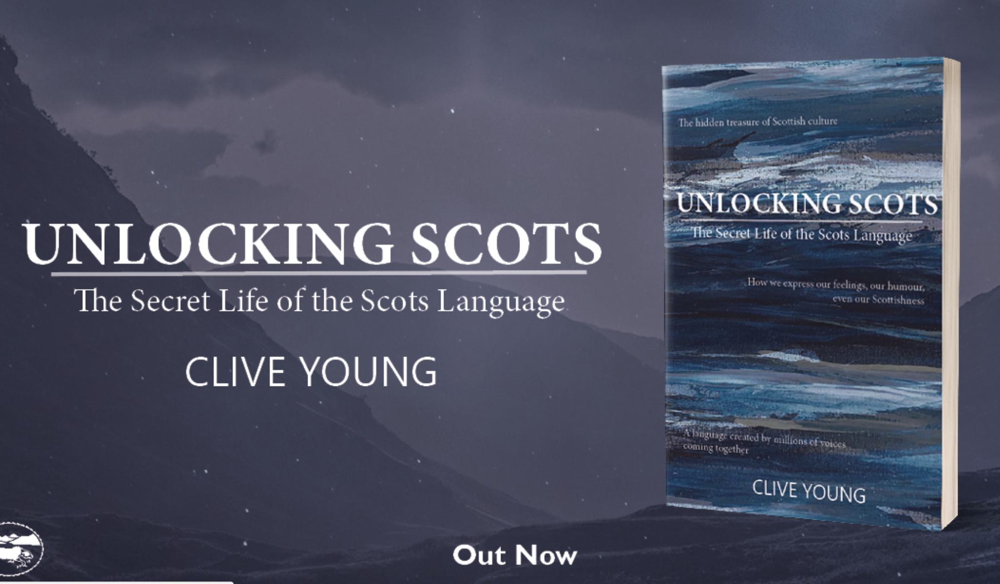 UNLOCKING SCOTS
The Secret Life of the Scots Language
CLIVE YOUNG
Out Now
The hidden treasure of Scottish culture
UNLOCKING SCOTS
The Secret Life of the Scots Language
How we express our feelings, our humour,
even our Scottishness
A language created by millions of voices
coming together
CLIVE YOUNG